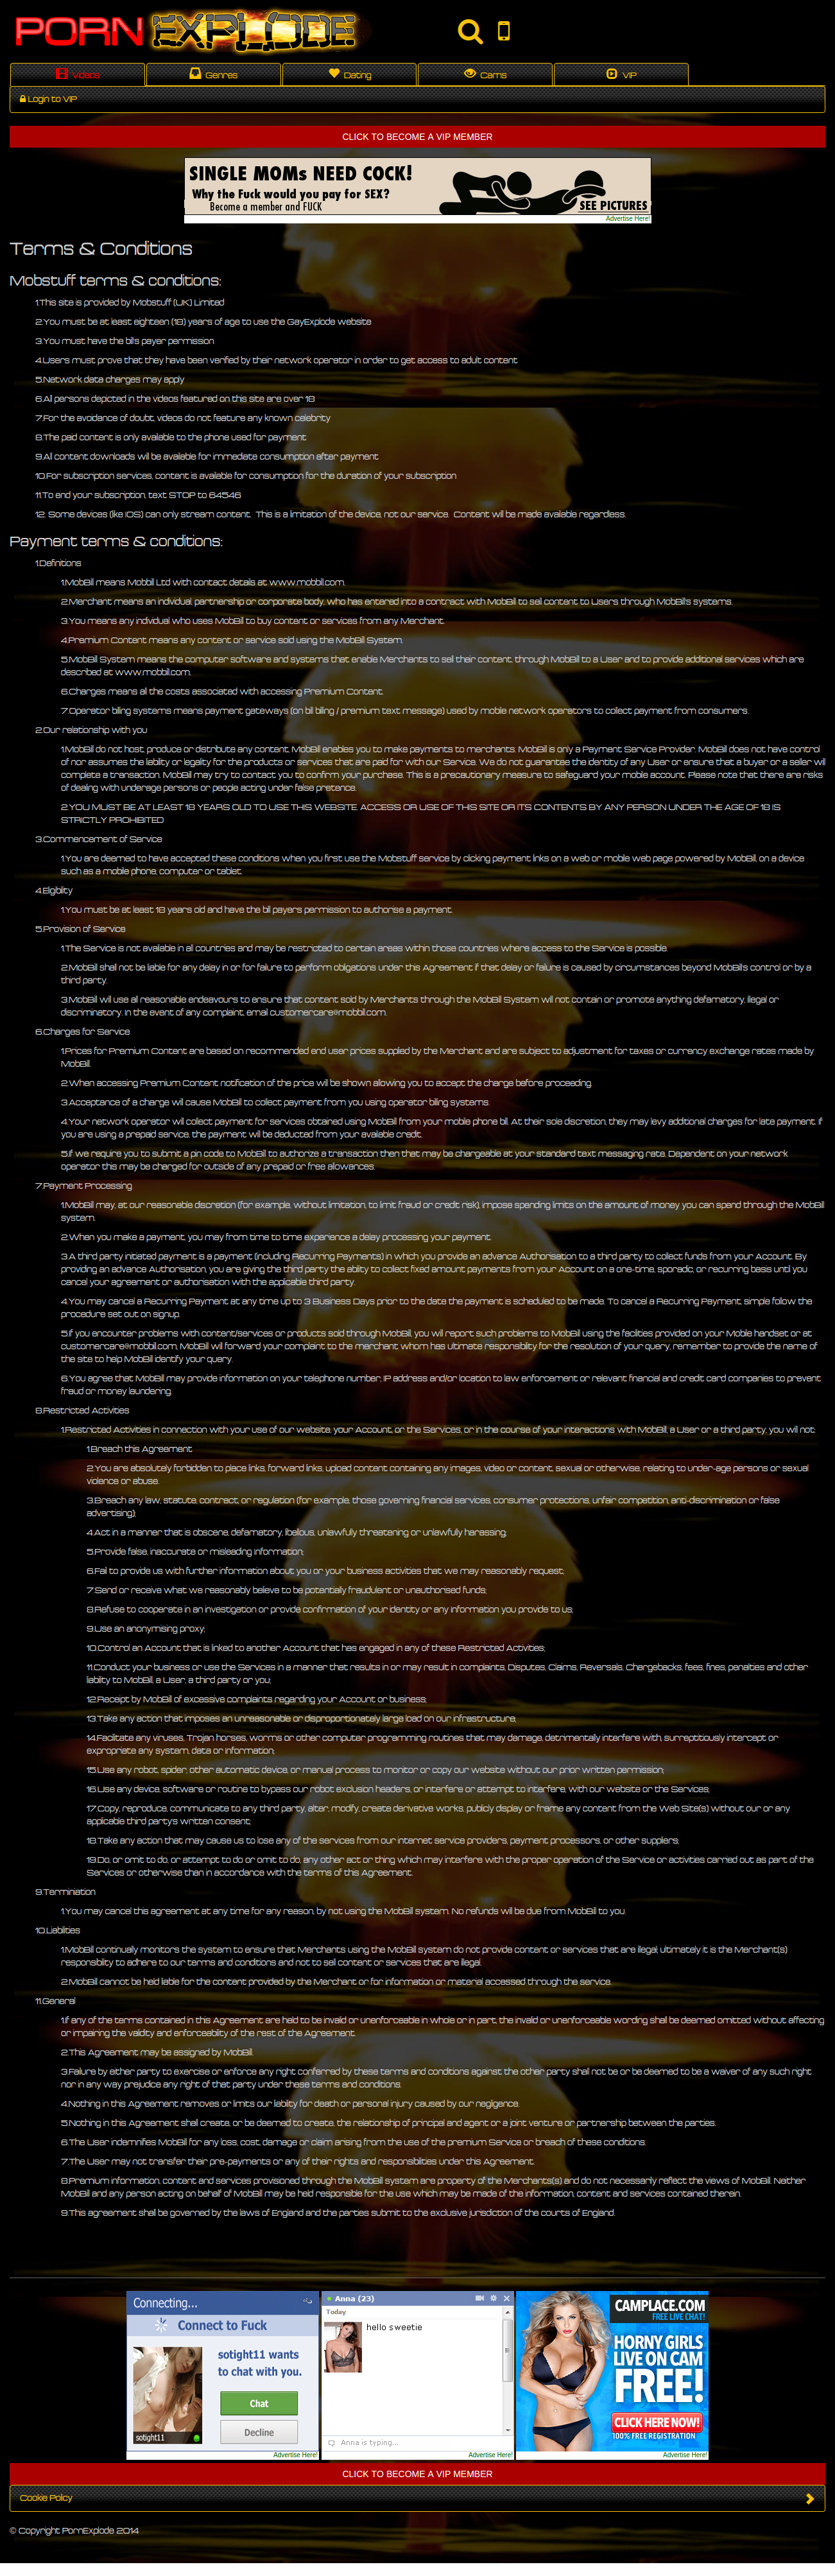 PORN EXPLODE
Videos
Genres
Dating
Cams
VIP
Login to VIP
CLICK TO BECOME A VIP MEMBER
SINGLE MOMs NEED COCK!
Why the Fuck would you pay for SEX?
Become a member and FUCK
SEE PICTURES
Advertise Here!
Terms & Conditions
Mobstuff terms & conditions:
1.This site is provided by Mobstuff (UK) Limited
2.You must be at least eighteen (18) years of age to use the GayExplode website
3.You must have the bill's payer permission
4.Users must prove that they have been verified by their network operator in order to get access to adult content
5.Network data charges may apply
6.All persons depicted in the videos featured on this site are over 18
7.For the avoidance of doubt, videos do not feature any known celebrity
8.The paid content is only available to the phone used for payment
9.All content downloads will be available for immediate consumption after payment
10.For subscription services, content is available for consumption for the duration of your subscription
11.To end your subscription, text STOP to 64546
12. Some devices (like IOS) can only stream content. This is a limitation of the device, not our service. Content will be made available regardless.
Payment terms & conditions:
1.Definitions
1.MobBill means Mobbill Ltd with contact details at www.mobbill.com.
2.Merchant means an individual, partnership or corporate body, who has entered into a contract with MobBill to sell content to Users through MobBill's systems.
3.You means any individual who uses MobBill to buy content or services from any Merchant.
4.Premium Content means any content or service sold using the MobBill System.
5.MobBill System means the computer software and systems that enable Merchants to sell their content, through MobBill to a User and to provide additional services which are
described at www.mobbill.com.
6.Charges means all the costs associated with accessing Premium Content.
7.Operator billing systems means payment gateways (on bill billing / premium text message) used by mobile network operators to collect payment from consumers.
2.Our relationship with you
1.MobBill do not host, produce or distribute any content, MobBill enables you to make payments to merchants. MobBill is only a Payment Service Provider. MobBill does not have control
of nor assumes the liability or legality for the products or services that are paid for with our Service. We do not guarantee the identity of any User or ensure that a buyer or a seller will
complete a transaction. MobBill may try to contact you to confirm your purchase. This is a precautionary measure to safeguard your mobile account. Please note that there are risks
of dealing with underage persons or people acting under false pretence.
2.YOU MUST BE AT LEAST 18 YEARS OLD TO USE THIS WEBSITE. ACCESS OR USE OF THIS SITE OR ITS CONTENTS BY ANY PERSON UNDER THE AGE OF 18 IS
STRICTLY PROHIBITED
3.Commencement of Service
1.You are deemed to have accepted these conditions when you first use the Mobstuff service by clicking payment links on a web or mobile web page powered by MobBill, on a device
such as a mobile phone, computer or tablet.
4.Eligiblity
1.You must be at least 18 years old and have the bill payers permission to authorise a payment.
5.Provision of Service
1.The Service is not available in all countries and may be restricted to certain areas within those countries where access to the Service is possible.
2.MobBill shall not be liable for any delay in or for failure to perform obligations under this Agreement if that delay or failure is caused by circumstances beyond MobBill's control or by a
third party.
3.MobBill will use all reasonable endeavours to ensure that content sold by Merchants through the MobBill System will not contain or promote anything defamatory, illegal or
discriminatory. In the event of any complaint, email customercare@mobbill.com.
6.Charges for Service
1.Prices for Premium Content are based on recommended end user prices supplied by the Merchant and are subject to adjustment for taxes or currency exchange rates made by
MobBill.
2.When accessing Premium Content notification of the price will be shown allowing you to accept the charge before proceeding.
3.Acceptance of a charge will cause MobBill to collect payment from you using operator billing systems.
4.Your network operator will collect payment for services obtained using MobBill from your mobile phone bill. At their sole discretion, they may levy additional charges for late payment. If
you are using a prepaid service, the payment will be deducted from your available credit.
5.If we require you to submit a pin code to MobBill to authorize a transaction then that may be chargeable at your standard text messaging rate. Dependent on your network
operator this may be charged for outside of any prepaid or free allowances.
7.Payment Processing
1.MobBill may, at our reasonable discretion (for example, without limitation, to limit fraud or credit risk), impose spending limits on the amount of money you can spend through the MobBill
system.
2.When you make a payment, you may from time to time experience a delay processing your payment.
3.A third party initiated payment is a payment (including Recurring Payments) in which you provide an advance Authorisation to a third party to collect funds from your Account. By
providing an advance Authorisation, you are giving the third party the ability to collect fixed amount payments from your Account on a one-time, sporadic, or recurring basis until you
cancel your agreement or authorisation with the applicable third party.
4.You may cancel a Recurring Payment at any time up to 3 Business Days prior to the date the payment is scheduled to be made. To cancel a Recurring Payment, simple follow the
procedure set out on signup.
5.If you encounter problems with content/services or products sold through MobBill, you will report such problems to MobBill using the facilities provided on your Mobile handset or at
customercare@mobbill.com, MobBill will forward your complaint to the merchant whom has ultimate responsibility for the resolution of your query, remember to provide the name of
the site to help MobBill identify your query.
6.You agree that MobBill may provide information on your telephone number, IP address and/or location to law enforcement or relevant financial and credit card companies to prevent
fraud or money laundering.
8.Restricted Activities
1.Restricted Activities in connection with your use of our website, your Account, or the Services, or in the course of your interactions with MobBill, a User or a third party, you will not:
1.Breach this Agreement
2.You are absolutely forbidden to place links, forward links, upload content containing any images, video or content, sexual or otherwise, relating to under-age persons or sexual
violence or abuse.
3.Breach any law, statute, contract, or regulation (for example, those governing financial services, consumer protections, unfair competition, anti-discrimination or false
advertising);
4.Act in a manner that is obscene, defamatory, libellous, unlawfully threatening or unlawfully harassing;
5.Provide false, inaccurate or misleading Information;
6.Fail to provide us with further information about you or your business activities that we may reasonably request;
7.Send or receive what we reasonably believe to be potentially fraudulent or unauthorised funds;
8.Refuse to cooperate in an investigation or provide confirmation of your identity or any Information you provide to us;
9.Use an anonymising proxy;
10.Control an Account that is linked to another Account that has engaged in any of these Restricted Activities;
11.Conduct your business or use the Services in a manner that results in or may result in complaints, Disputes, Claims, Reversals, Chargebacks, fees, fines, penalties and other
liability to MobBill, a User, a third party or you;
12.Receipt by MobBill of excessive complaints regarding your Account or business;
13.Take any action that imposes an unreasonable or disproportionately large load on our infrastructure;
14.Facilitate any viruses, Trojan horses, worms or other computer programming routines that may damage, detrimentally interfere with, surreptitiously intercept or
expropriate any system, data or Information;
15.Use any robot, spider, other automatic device, or manual process to monitor or copy our website without our prior written permission;
16.Use any device, software or routine to bypass our robot exclusion headers, or interfere or attempt to interfere, with our website or the Services;
17.Copy, reproduce, communicate to any third party, alter, modify, create derivative works, publicly display or frame any content from the Web Site(s) without our or any
applicable third party's written consent;
18.Take any action that may cause us to lose any of the services from our internet service providers, payment processors, or other suppliers;
19.Do, or omit to do, or attempt to do or omit to do, any other act or thing which may interfere with the proper operation of the Service or activities carried out as part of the
Services or otherwise than in accordance with the terms of this Agreement.
9.Terminiation
1.You may cancel this agreement at any time for any reason, by not using the MobBill system. No refunds will be due from MobBill to you.
10.Liabilities
1.MobBill continually monitors the system to ensure that Merchants using the MobBill system do not provide content or services that are illegal; ultimately it is the Merchant(s)
responsibility to adhere to our terms and conditions and not to sell content or services that are illegal.
2.MobBill cannot be held liable for the content provided by the Merchant or for information or material accessed through the service.
11.General
1.If any of the terms contained in this Agreement are held to be invalid or unenforceable in whole or in part, the invalid or unenforceable wording shall be deemed omitted without affecting
or impairing the validity and enforceability of the rest of the Agreement.
2.This Agreement may be assigned by MobBill.
3.Failure by either party to exercise or enforce any right conferred by these terms and conditions against the other party shall not be or be deemed to be a waiver of any such right
nor in any way prejudice any right of that party under these terms and conditions.
4.Nothing in this Agreement removes or limits our liability for death or personal injury caused by our negligence.
5.Nothing in this Agreement shall create, or be deemed to create, the relationship of principal and agent or a joint venture or partnership between the parties.
6.The User indemnifies MobBill for any loss, cost, damage or claim arising from the use of the premium Service or breach of these conditions.
7.The User may not transfer their pre-payments or any of their rights and responsibilities under this Agreement.
8.Premium information, content and services provisioned through the MobBill system are property of the Merchants(s) and do not necessarily reflect the views of MobBill. Neither
MobBill and any person acting on behalf of MobBill may be held responsible for the use which may be made of the information, content and services contained therein.
9.This agreement shall be governed by the laws of England and the parties submit to the exclusive jurisdiction of the courts of England.
Connecting...
Connect to Fuck
sotight11 wants
to chat with you.
Chat
Decline
sotight11
Advertise Here!
Anna (23)
Today
hello sweetie
Anna is typing...
Advertise Here!
CAMPLACE.COM
FREE LIVE CHAT!
HORNY GIRLS
LIVE ON CAM
FREE!
CLICK HERE NOW!
100% FREE REGISTRATION
Advertise Here!
CLICK TO BECOME A VIP MEMBER
Cookie Policy
© Copyright PornExplode 2014